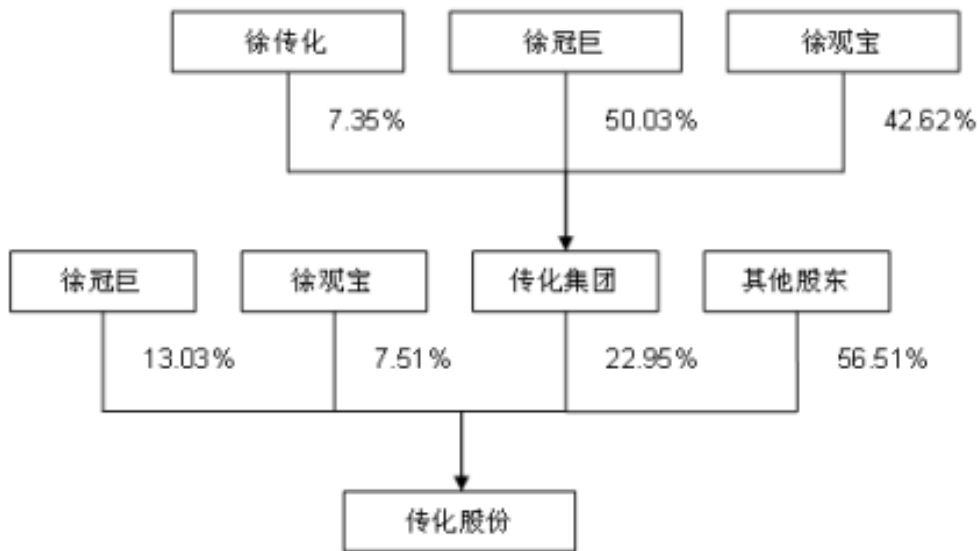 徐传化 徐冠巨 徐观宝
7.35% 50.03% 42.62%
徐冠巨 徐观宝 传化集团 其他股东
13.03% 7.51% 22.95% 56.51%
传化股份